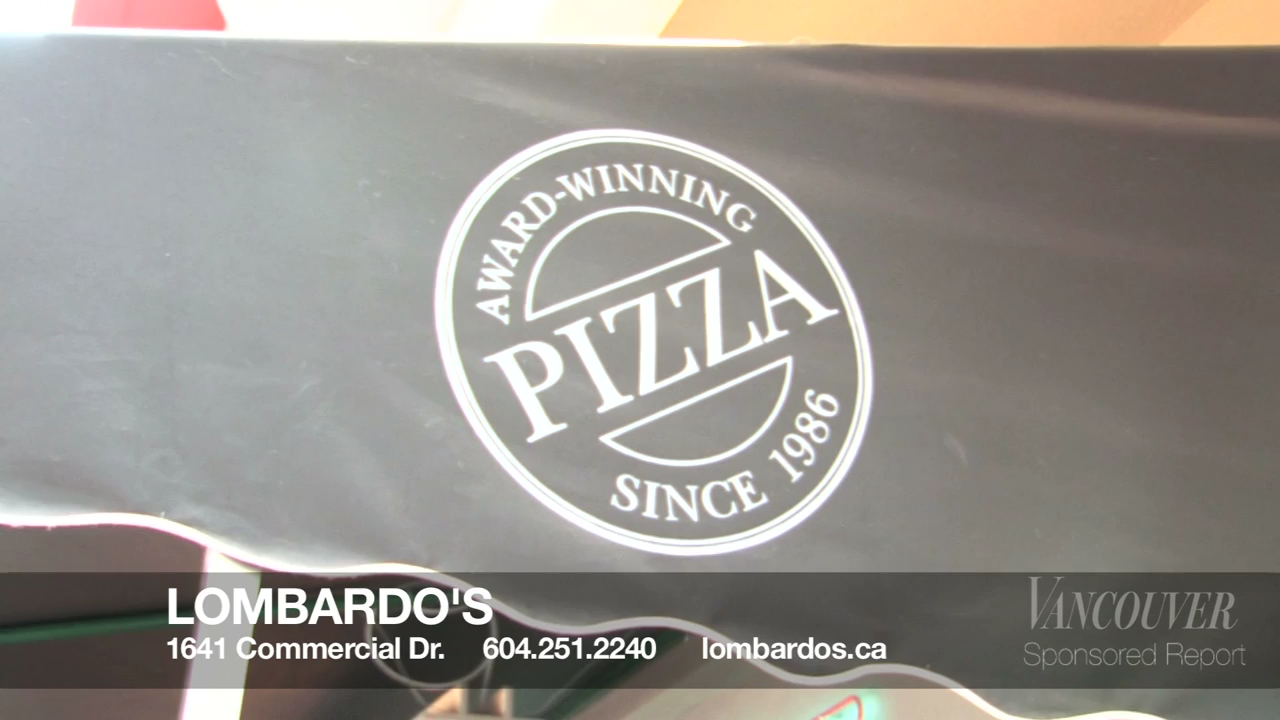 AWARD-WINNING
PIZZA
SINCE 1986
LOMBARDO'S
1641 Commercial Dr. 604.251.2240 lombardos.ca
VANCOUVER
Sponsored Report